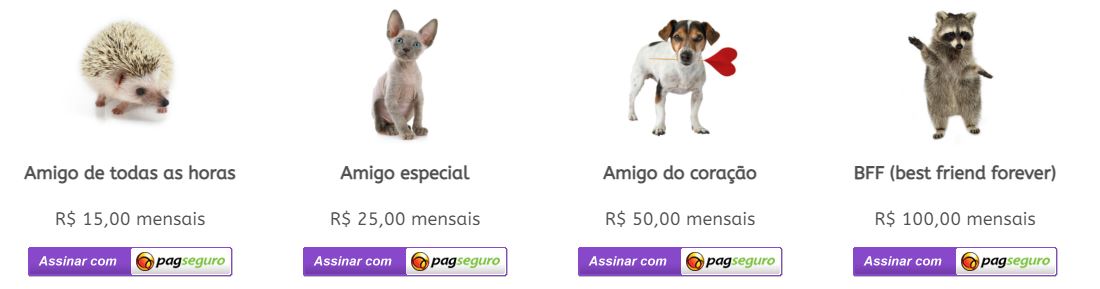 Amigo de todas as horas
R$ 15,00 mensais
Assinar com pagseguro
Amigo especial
R$ 25,00 mensais
Assinar com pagseguro
Amigo do coração
R$ 50,00 mensais
Assinar com pagseguro
BFF (best friend forever)
R$ 100,00 mensais
Assinar com pagseguro